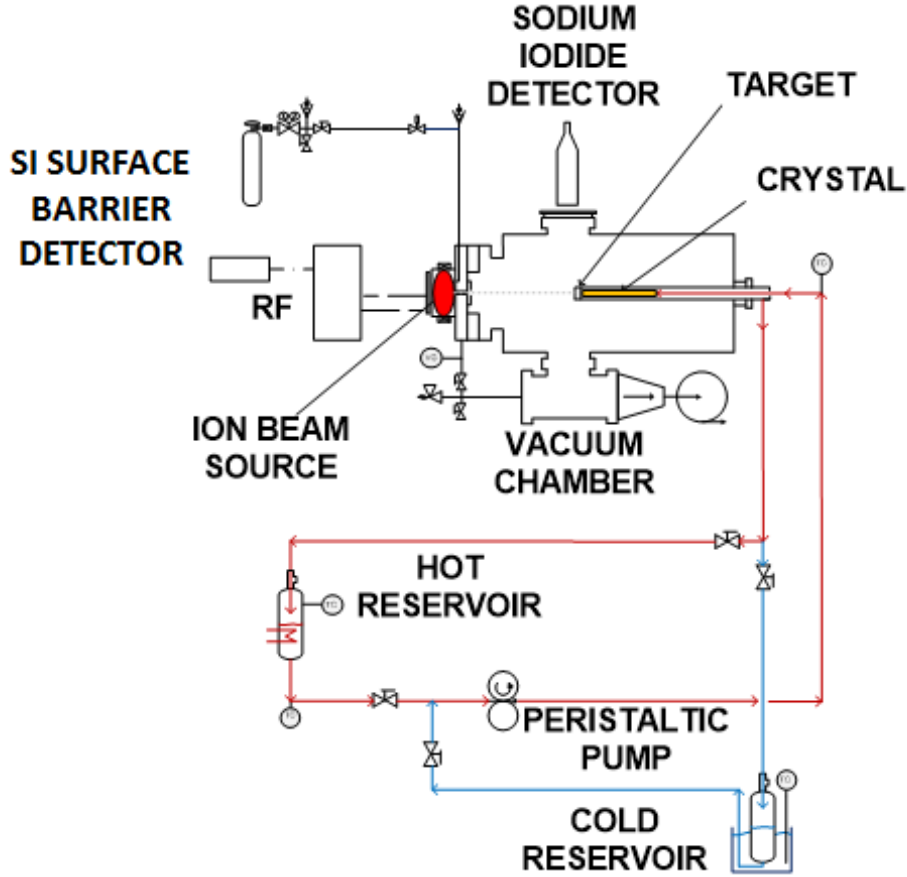 SODIUM
IODIDE
DETECTOR
TARGET
CRYSTAL
SI SURFACE
BARRIER
DETECTOR
RF
ION BEAM
SOURCE
VACUUM
CHAMBER
HOT
RESERVOIR
PERISTALTIC
PUMP
COLD
RESERVOIR